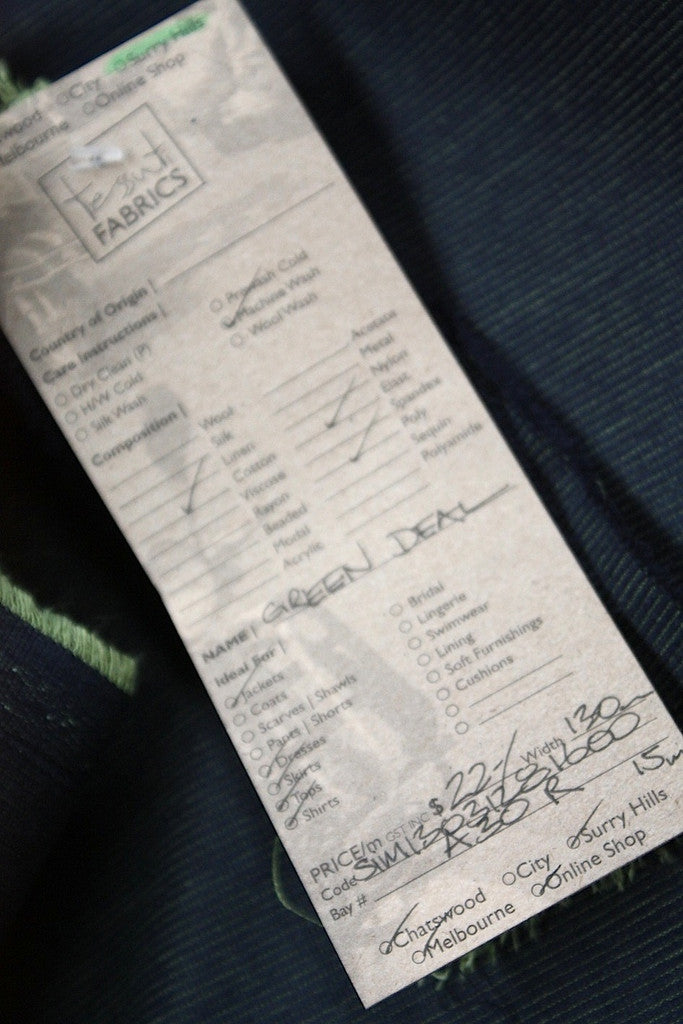 City Surry Hills
Melbourne Online Shop
tessuti
FABRICS
Country of Origin |
Care Instructions |
Dry Clean (P)
H/W Cold
Silk Wash
Prewash Cold
Machine Wash
Wool Wash
Composition |
Wool
Silk
Linen
Cotton
Viscose
Rayon
Beaded
Modal
Acrylic
Acetate
Metal
Nylon
Elast
Spandex
Poly
Sequin
Polyamide
NAME | GREEN DEAL
Ideal For |
Jackets
Coats
Scarves | Shawls
Pants | Shorts
Dresses
Skirts
Tops
Shirts
Bridal
Lingerie
Swimwear
Lining
Soft Furnishings
Cushions
PRICE/m GST INC $ 22-/ Width 130m
Code
Bay # A30 R 15m
Chatswood City Surry Hills
Melbourne Online Shop